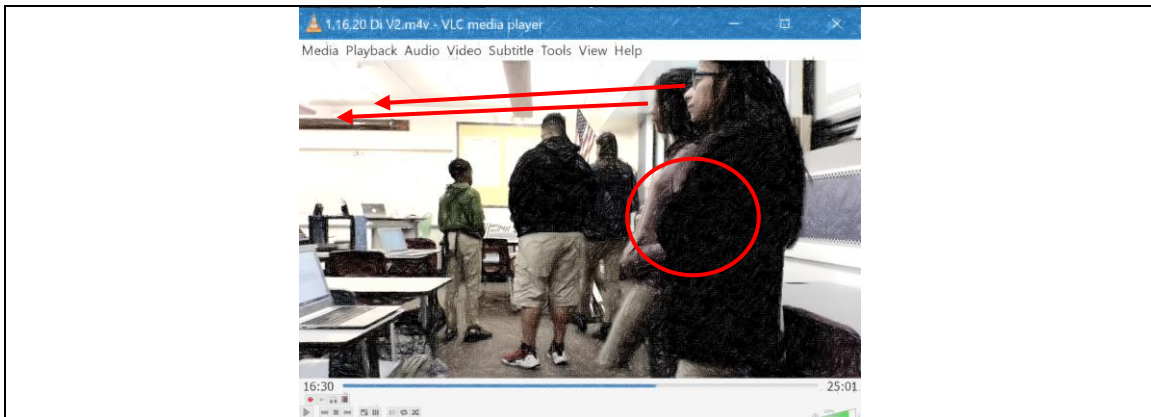 1.16.20 Di V2.m4v - VLC media player
Media Playback Audio Video Subtitle Tools View Help
16:30 25:01